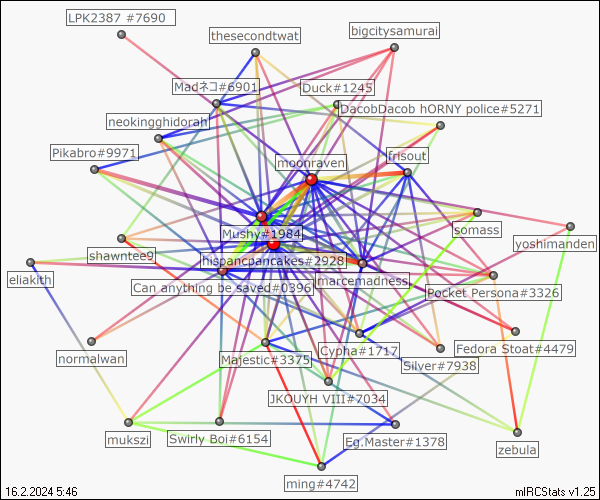 LPK2387 #7690
thesecondtwat
bigcitysamurai
Madネコ#6901
Duck#1245
DacobDacob hORNY police#5271
neokingghidorah
Pikabro#9971
moonraven
frisout
Mushy#1984
somass
yoshimanden
shawntee9
hispancpancakes#2928
eliakith
Can anything be saved#0396
marcemadness
Pocket Persona#3326
normalwan
Majestic#3375
Cypha#1717
Fedora Stoat#4479
Silver#7938
JKOUYH VIII#7034
mukszi
Swirly Boi#6154
Eg.Master#1378
zebula
ming#4742
16.2.2024 5:46
mIRCStats v1.25